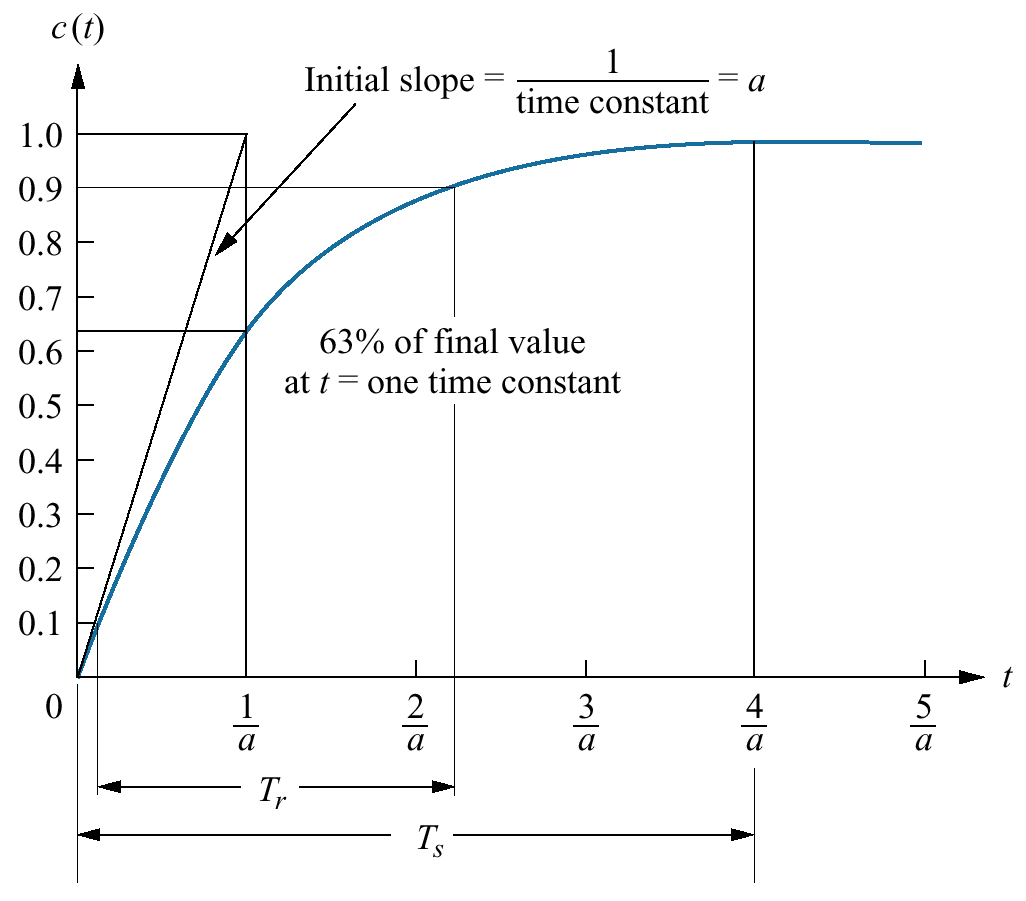 c(t)
Initial slope = 1/time constant = a
1.0
0.9
0.8
0.7
0.6
0.5
0.4
0.3
0.2
0.1
0
63% of final value
at t = one time constant
t
1/a 2/a 3/a 4/a 5/a
Tr
Ts